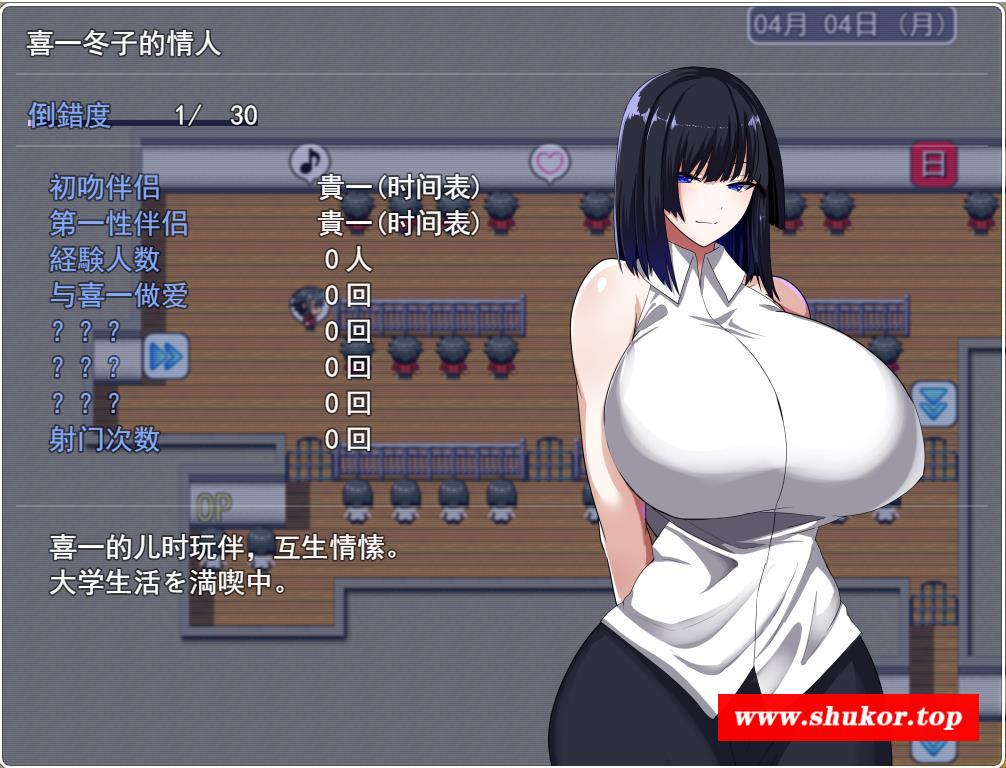 04月 04日 (月)
喜一冬子的情人
倒錯度 1/ 30
初吻伴侣 貴一(时间表)
第一性伴侣 貴一(时间表)
経験人数 0 人
与喜一做爱 0 回
? ? ? 0 回
? ? ? 0 回
? ? ? 0 回
射门次数 0 回
日
OP
喜一的儿时玩伴，互生情愫。
大学生活を満喫中。
www.shukor.top